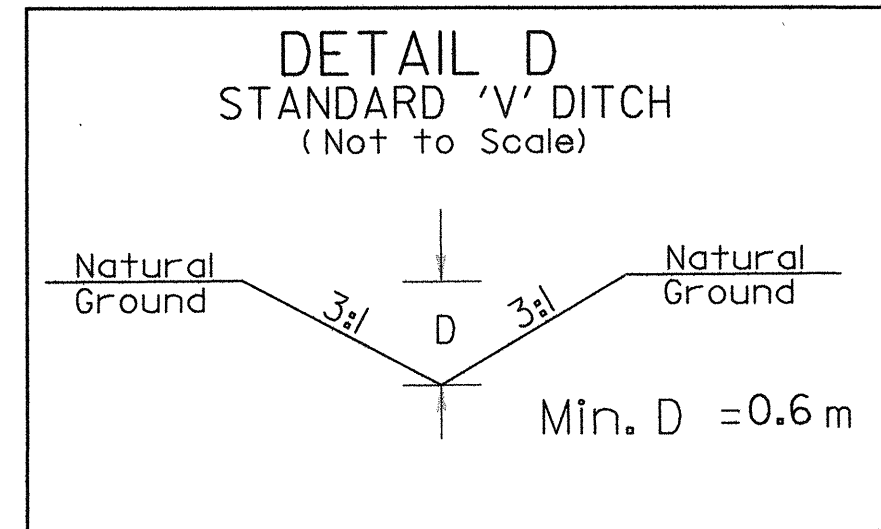 DETAIL D
STANDARD 'V' DITCH
(Not to Scale)
Natural
Ground
3:1
D
3:1
Natural
Ground
Min. D = 0.6 m